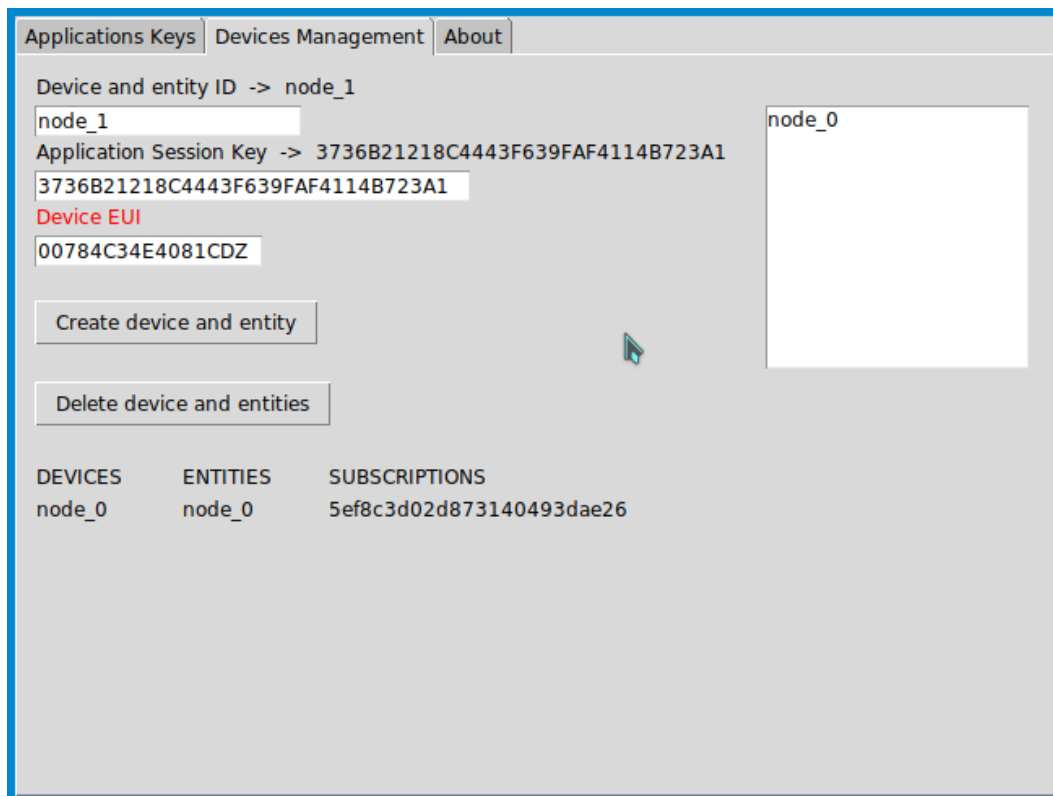 Applications Keys Devices Management About
Device and entity ID -> node_1
node_1
node_0
Application Session Key -> 3736B21218C4443F639FAF4114B723A1
3736B21218C4443F639FAF4114B723A1
Device EUI
00784C34E4081CDZ
Create device and entity
Delete device and entities
DEVICES ENTITIES SUBSCRIPTIONS
node_0 node_0 5ef8c3d02d873140493dae26